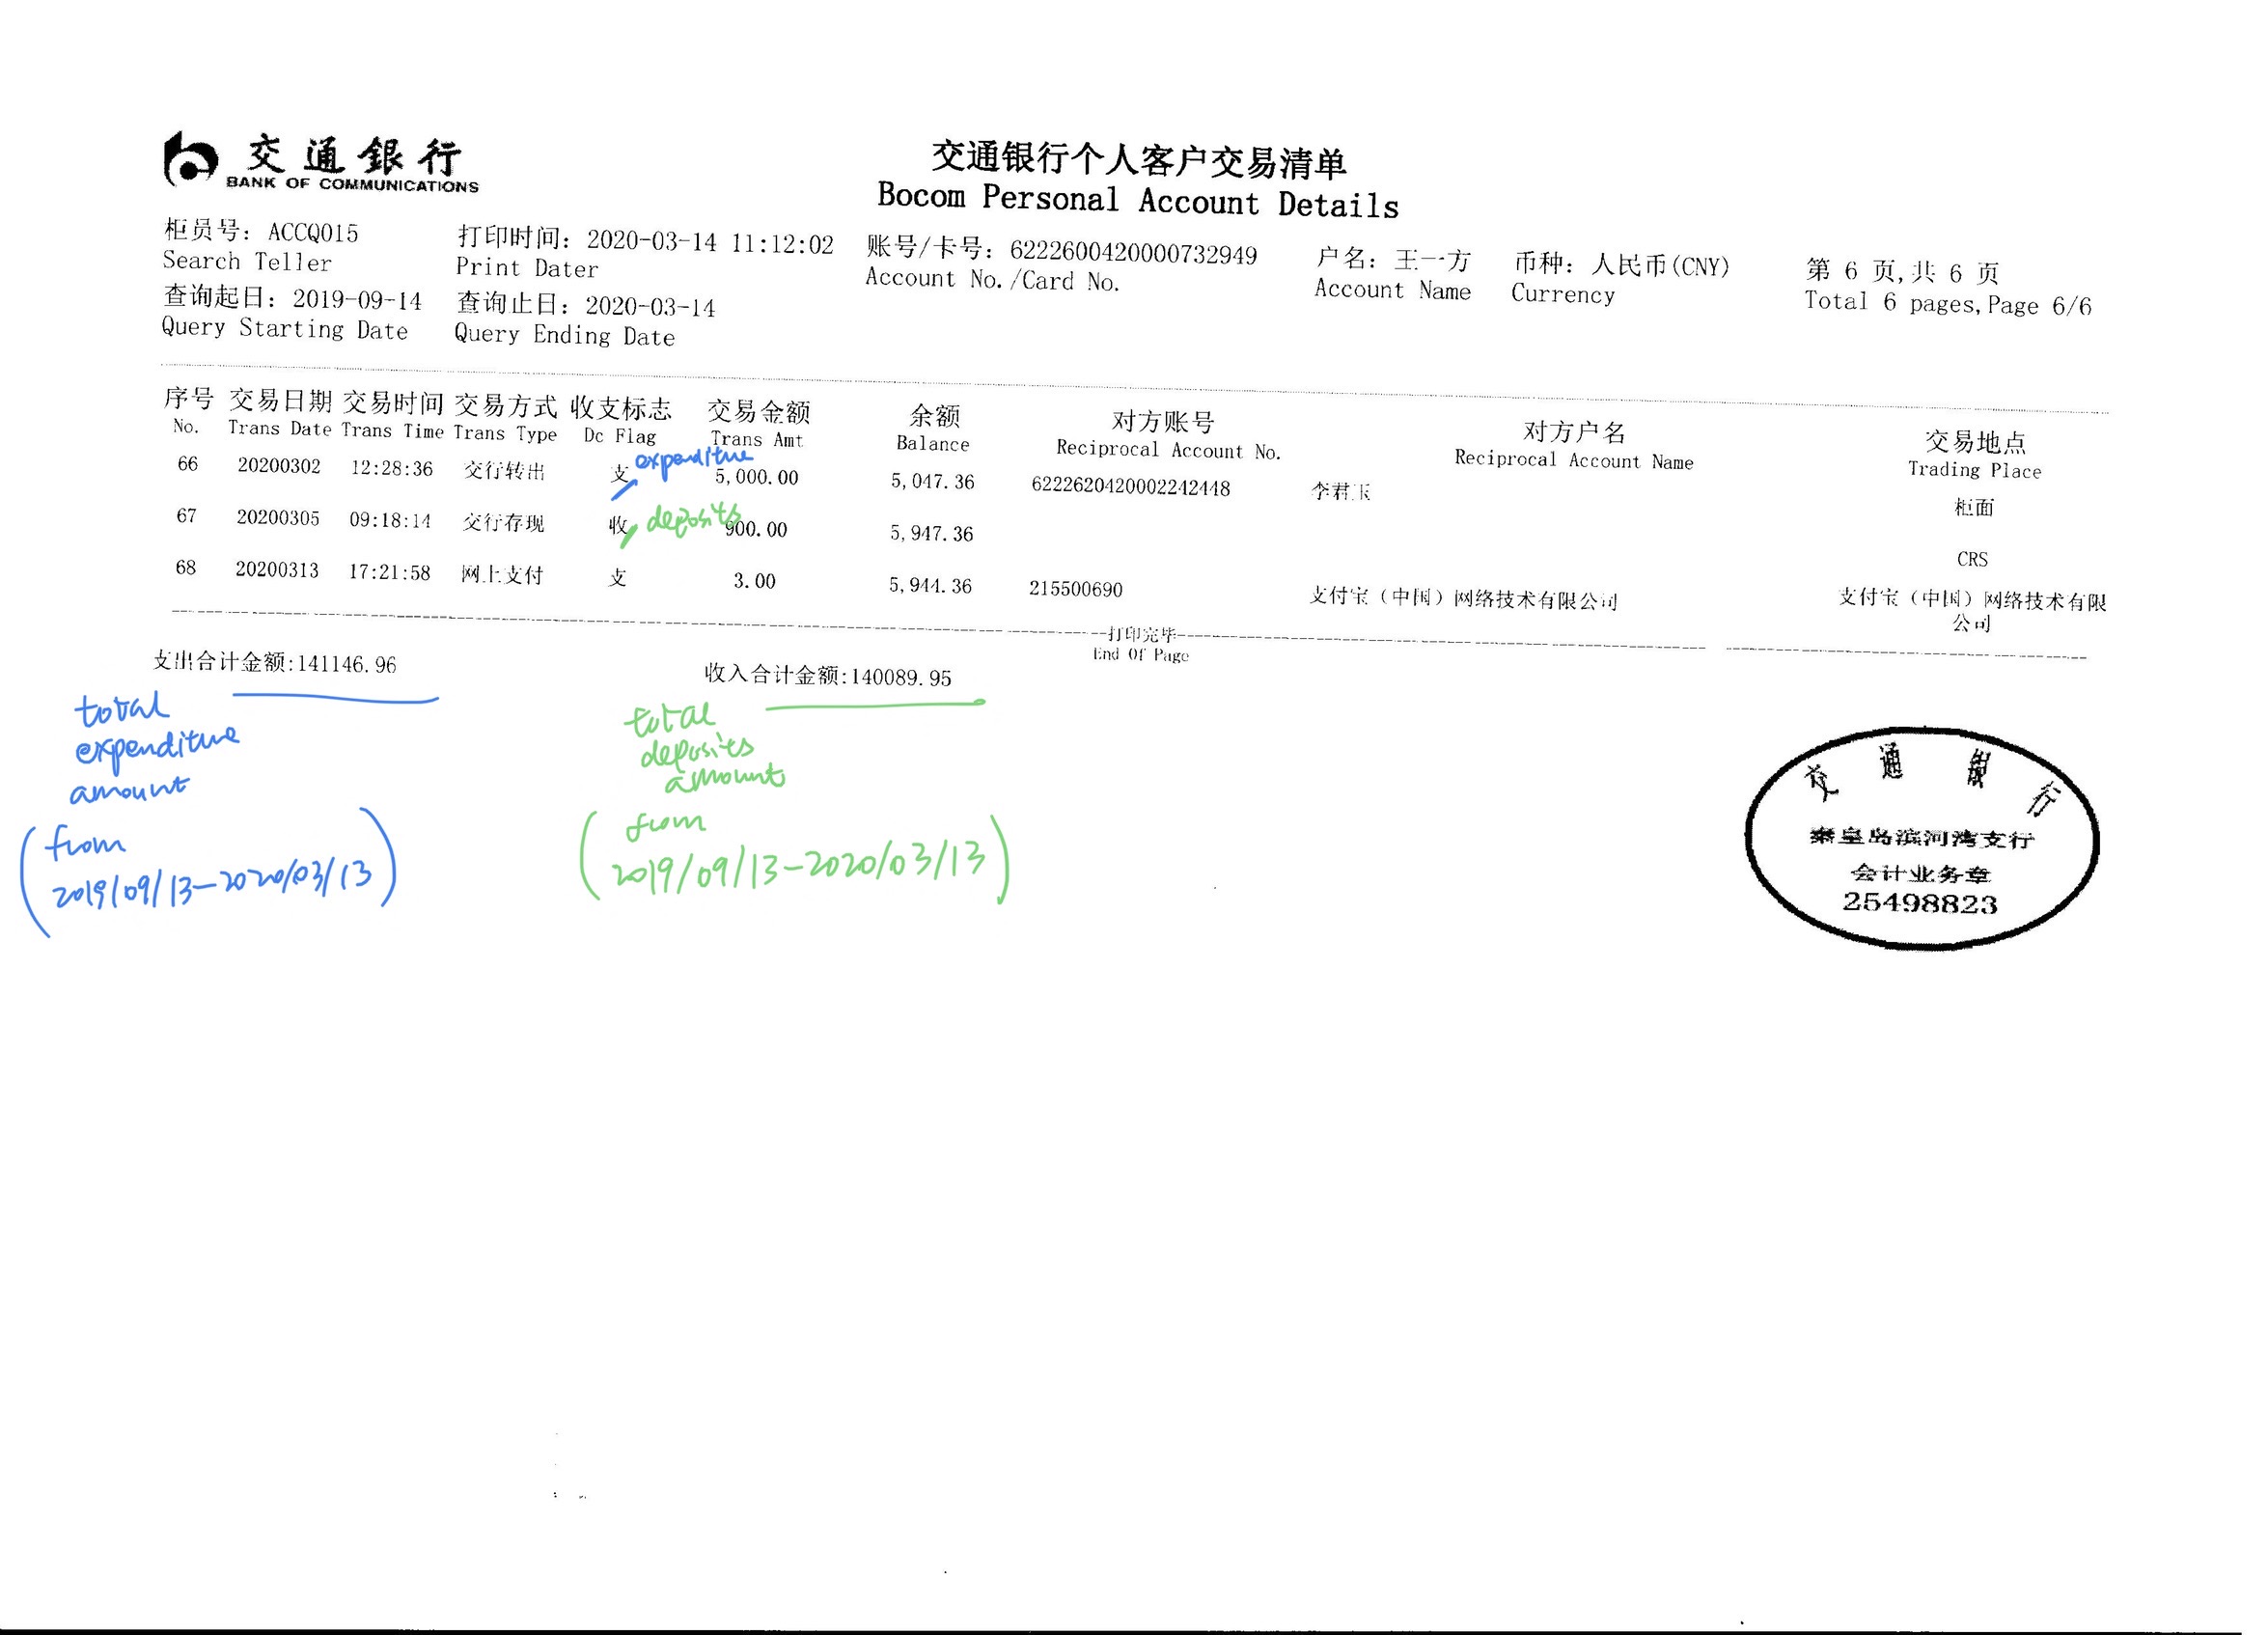 交通銀行
BANK OF COMMUNICATIONS
交通银行个人客户交易清单
Bocom Personal Account Details
柜员号: ACCQ015 打印时间: 2020-03-14 11:12:02 账号/卡号: 6222600420000732949 户名: 王一方 币种: 人民币(CNY) 第 6 页,共 6 页
Search Teller Print Dater Account No./Card No. Account Name Currency Total 6 pages,Page 6/6
查询起日: 2019-09-14 查询止日: 2020-03-14
Query Starting Date Query Ending Date
序号 交易日期 交易时间 交易方式 收支标志 交易金额 余额 对方账号 对方户名 交易地点
No. Trans Date Trans Time Trans Type Dc Flag Trans Amt Balance Reciprocal Account No. Reciprocal Account Name Trading Place
66 20200302 12:28:36 交行转出 支 expenditure 5,000.00 5,047.36 6222620420002242448 李君玉 柜面
67 20200305 09:18:14 交行存现 收 deposits 900.00 5,947.36 CRS
68 20200313 17:21:58 网上支付 支 3.00 5,944.36 215500690 支付宝（中国）网络技术有限公司 支付宝（中国）网络技术有限
公司
打印完毕
End Of Page
支出合计金额:141146.96 收入合计金额:140089.95
total
expenditure
amount
(from
2019/09/13-2020/03/13)
total
deposits
amount
(from
2019/09/13-2020/03/13)
交通银行
秦皇岛滨河湾支行
会计业务章
25498823